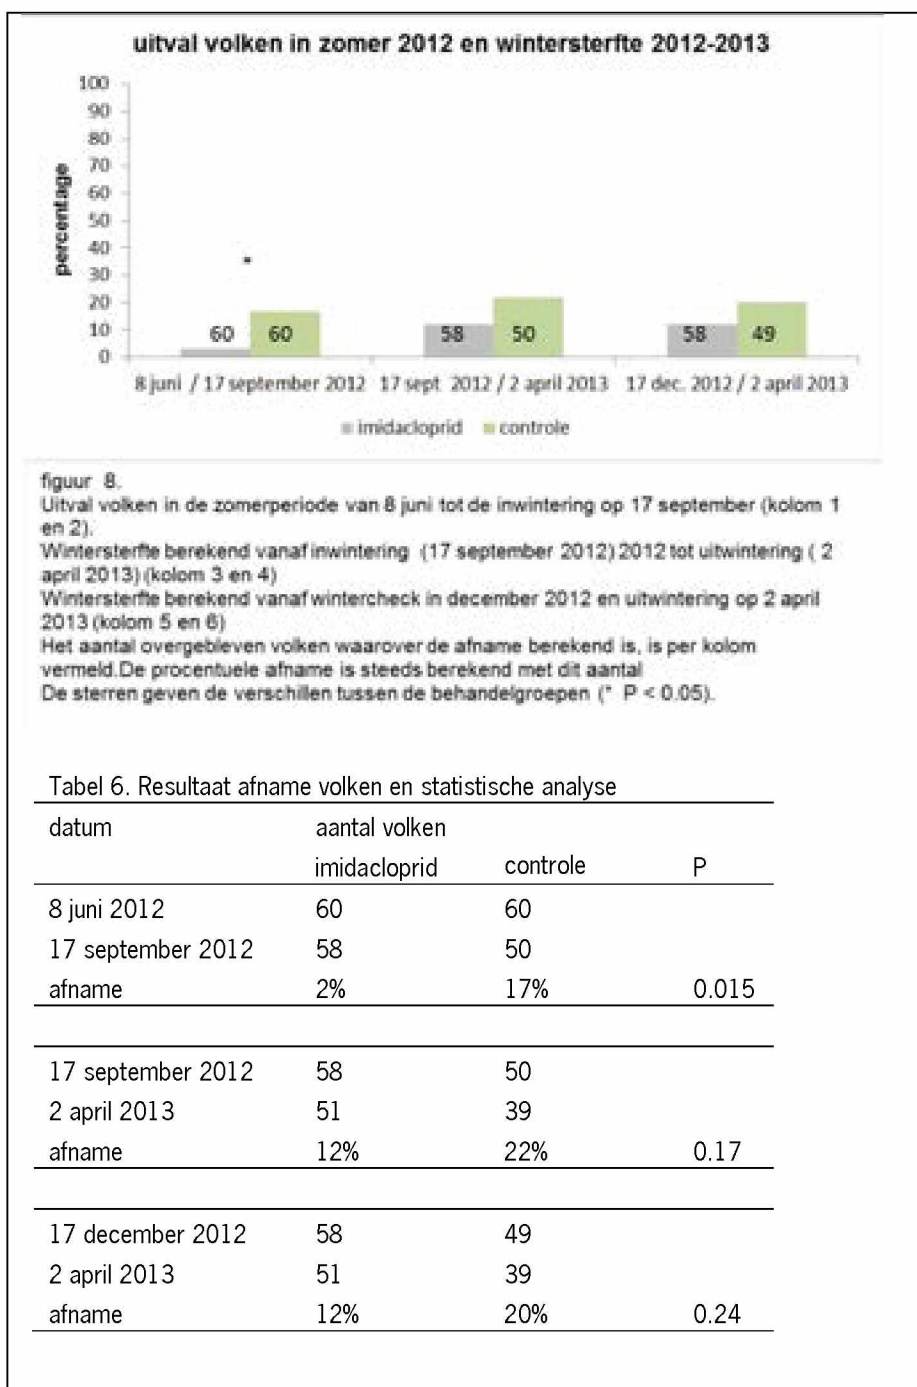 uitval volken in zomer 2012 en wintersterfte 2012-2013
percentage
100
90
80
70
60
50
40
30
20
10
0
*
60 60 58 50 58 49
8 juni / 17 september 2012 17 sept 2012 / 2 april 2013 17 dec. 2012 / 2 april 2013
imidacloprid controle
figuur 8.
Uitval volken in de zomerperiode van 8 juni tot de inwintering op 17 september (kolom 1
en 2).
Wintersterfte berekend vanaf inwintering (17 september 2012) 2012 tot uitwintering ( 2
april 2013) (kolom 3 en 4)
Wintersterfte berekend vanaf wintercheck in december 2012 en uitwintering op 2 april
2013 (kolom 5 en 6)
Het aantal overgebleven volken waarover de afname berekend is, is per kolom
vermeld.De procentuele afname is steeds berekend met dit aantal
De sterren geven de verschillen tussen de behandelgroepen (* P < 0.05).
Tabel 6. Resultaat afname volken en statistische analyse
datum aantal volken
imidacloprid controle P
8 juni 2012 60 60
17 september 2012 58 50
afname 2% 17% 0.015
17 september 2012 58 50
2 april 2013 51 39
afname 12% 22% 0.17
17 december 2012 58 49
2 april 2013 51 39
afname 12% 20% 0.24